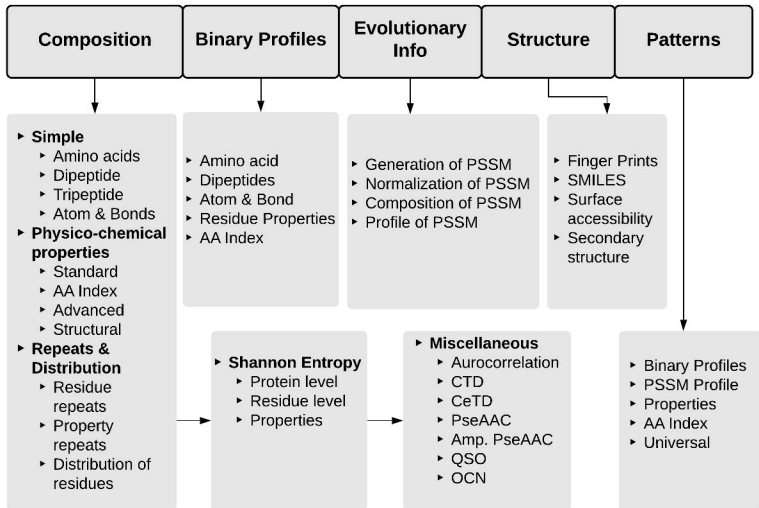 Composition
Binary Profiles
Evolutionary
Info
Structure
Patterns
Simple
Amino acids
Dipeptide
Tripeptide
Atom & Bonds
Physico-chemical
properties
Standard
AA Index
Advanced
Structural
Repeats &
Distribution
Residue
repeats
Property
repeats
Distribution of
residues
Amino acid
Dipeptides
Atom & Bond
Residue Properties
AA Index
Generation of PSSM
Normalization of PSSM
Composition of PSSM
Profile of PSSM
Finger Prints
SMILES
Surface
accessibility
Secondary
structure
Shannon Entropy
Protein level
Residue level
Properties
Miscellaneous
Aurocorrelation
CTD
CeTD
PseAAC
Amp. PseAAC
QSO
OCN
Binary Profiles
PSSM Profile
Properties
AA Index
Universal